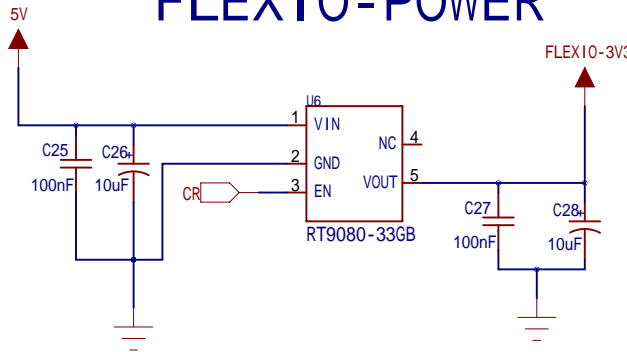 FLEXIO-POWER
5V
FLEXIO-3V3
U6
1
VIN
NC
4
C25
C26
2
GND
VOUT
5
100nF
10uF
CR
3
EN
C27
C28
RT9080-33GB
100nF
10uF